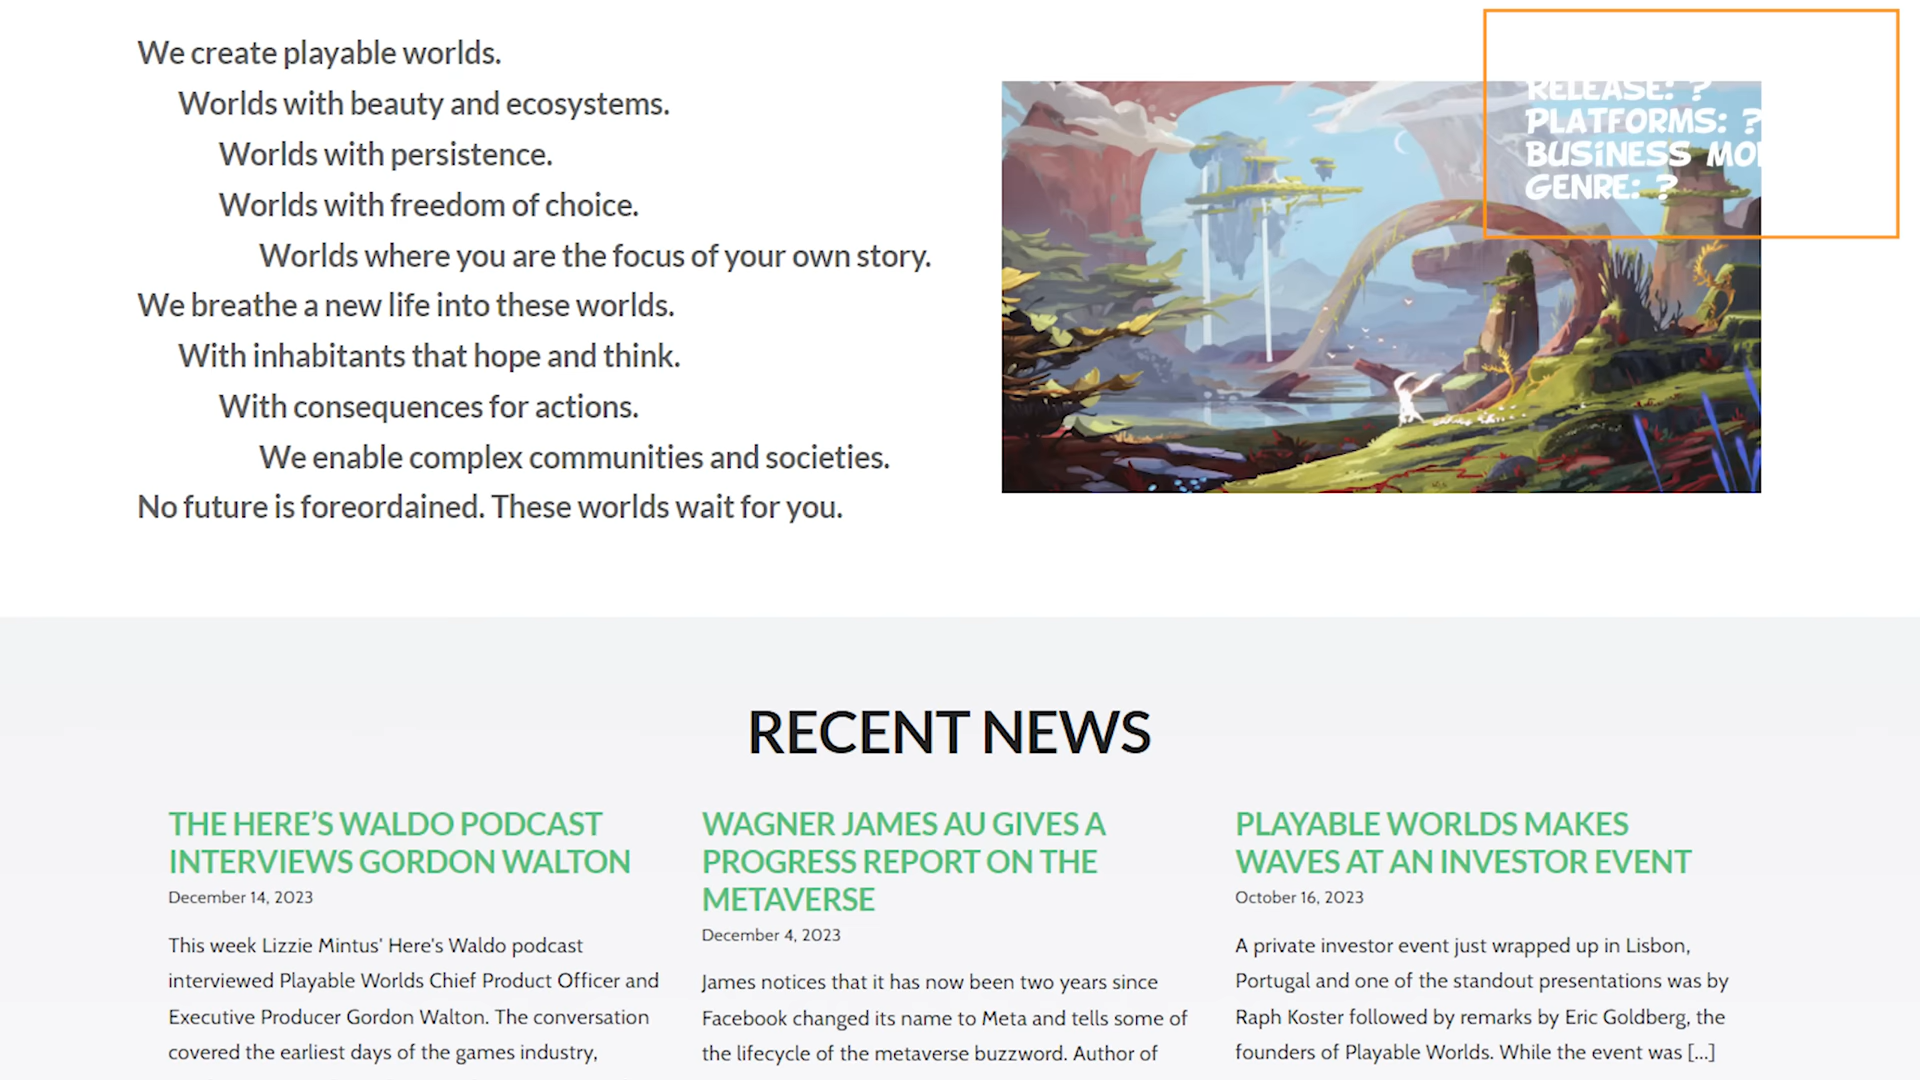 We create playable worlds.
Worlds with beauty and ecosystems.
Worlds with persistence.
Worlds with freedom of choice.
Worlds where you are the focus of your own story.
We breathe a new life into these worlds.
With inhabitants that hope and think.
With consequences for actions.
We enable complex communities and societies.
No future is foreordained. These worlds wait for you.
RELEASE: ?
PLATFORMS: ?
BUSINESS
GENRE: ?
RECENT NEWS
THE HERE’S WALDO PODCAST
INTERVIEWS GORDON WALTON
December 14, 2023
This week Lizzie Mintus' Here's Waldo podcast
interviewed Playable Worlds Chief Product Officer and
Executive Producer Gordon Walton. The conversation
covered the earliest days of the games industry,
WAGNER JAMES AU GIVES A
PROGRESS REPORT ON THE
METAVERSE
December 4, 2023
James notices that it has now been two years since
Facebook changed its name to Meta and tells some of
the lifecycle of the metaverse buzzword. Author of
PLAYABLE WORLDS MAKES
WAVES AT AN INVESTOR EVENT
October 16, 2023
A private investor event just wrapped up in Lisbon,
Portugal and one of the standout presentations was by
Raph Koster followed by remarks by Eric Goldberg, the
founders of Playable Worlds. While the event was [...]